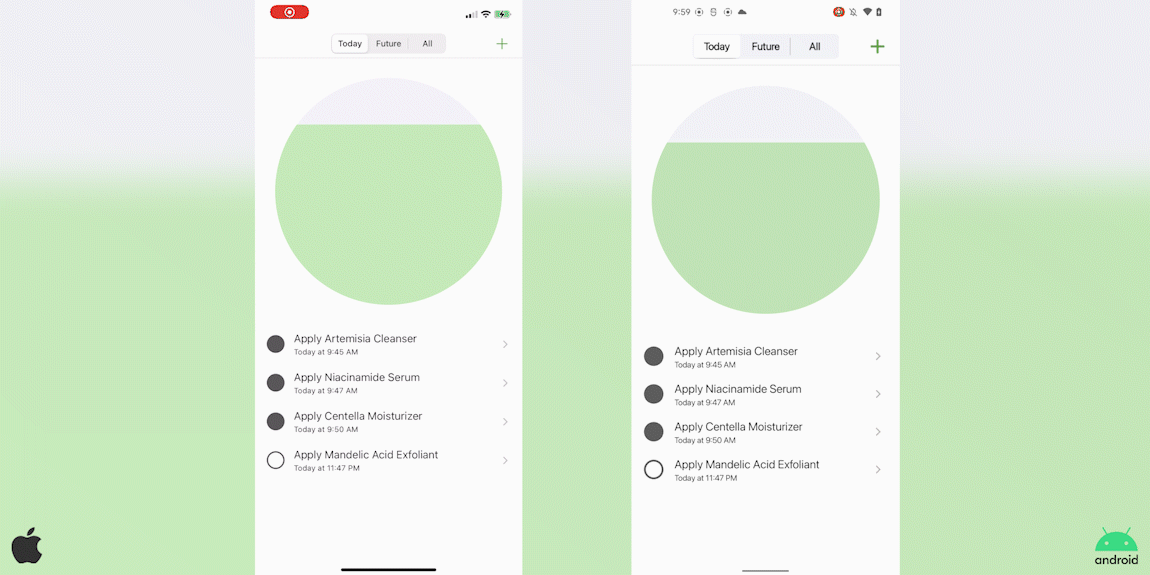 Today Future All
Apply Artemisia Cleanser
Today at 9:45 AM
Apply Niacinamide Serum
Today at 9:47 AM
Apply Centella Moisturizer
Today at 9:50 AM
Apply Mandelic Acid Exfoliant
Today at 11:47 PM
9:59
Today Future All
Apply Artemisia Cleanser
Today at 9:45 AM
Apply Niacinamide Serum
Today at 9:47 AM
Apply Centella Moisturizer
Today at 9:50 AM
Apply Mandelic Acid Exfoliant
Today at 11:47 PM
android